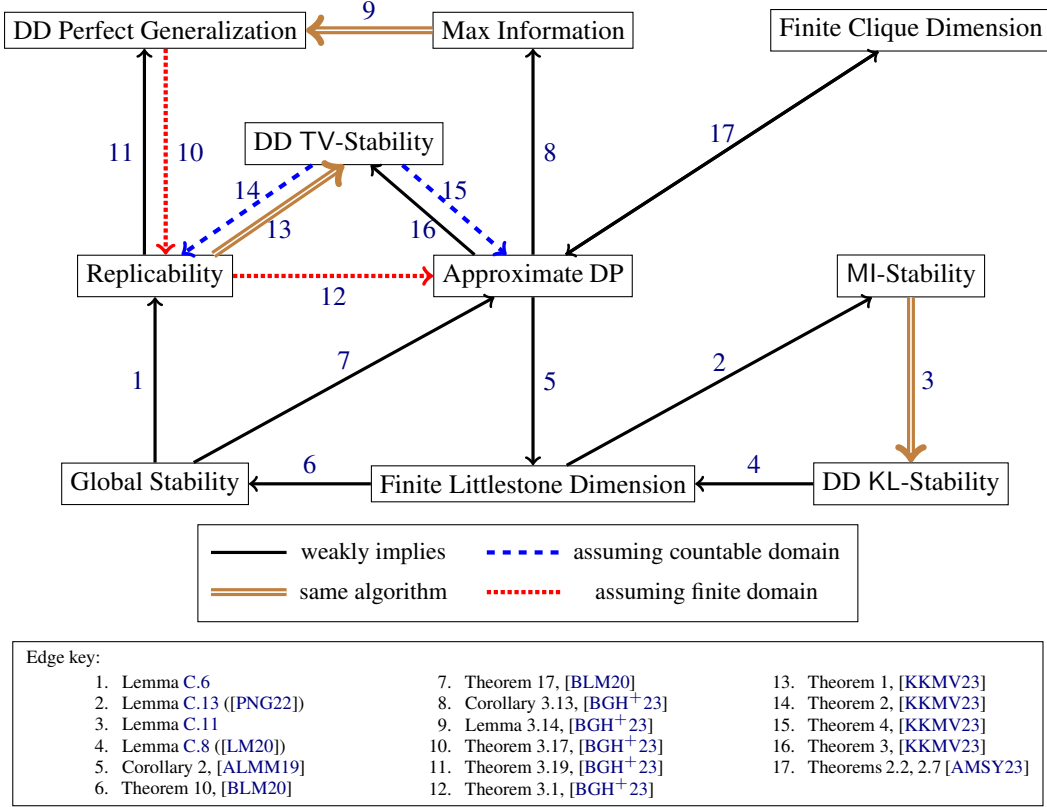 9
DD Perfect Generalization
Max Information
Finite Clique Dimension
DD TV-Stability
17
11
10
8
14
15
13
16
Replicability
Approximate DP
MI-Stability
12
7
2
1
5
3
6
4
Global Stability
Finite Littlestone Dimension
DD KL-Stability
weakly implies
assuming countable domain
same algorithm
assuming finite domain
Edge key:
1. Lemma C.6
2. Lemma C.13 ([PNG22])
3. Lemma C.11
4. Lemma C.8 ([LM20])
5. Corollary 2, [ALMM19]
6. Theorem 10, [BLM20]
7. Theorem 17, [BLM20]
8. Corollary 3.13, [BGH+23]
9. Lemma 3.14, [BGH+23]
10. Theorem 3.17, [BGH+23]
11. Theorem 3.19, [BGH+23]
12. Theorem 3.1, [BGH+23]
13. Theorem 1, [KKMV23]
14. Theorem 2, [KKMV23]
15. Theorem 4, [KKMV23]
16. Theorem 3, [KKMV23]
17. Theorems 2.2, 2.7 [AMSY23]